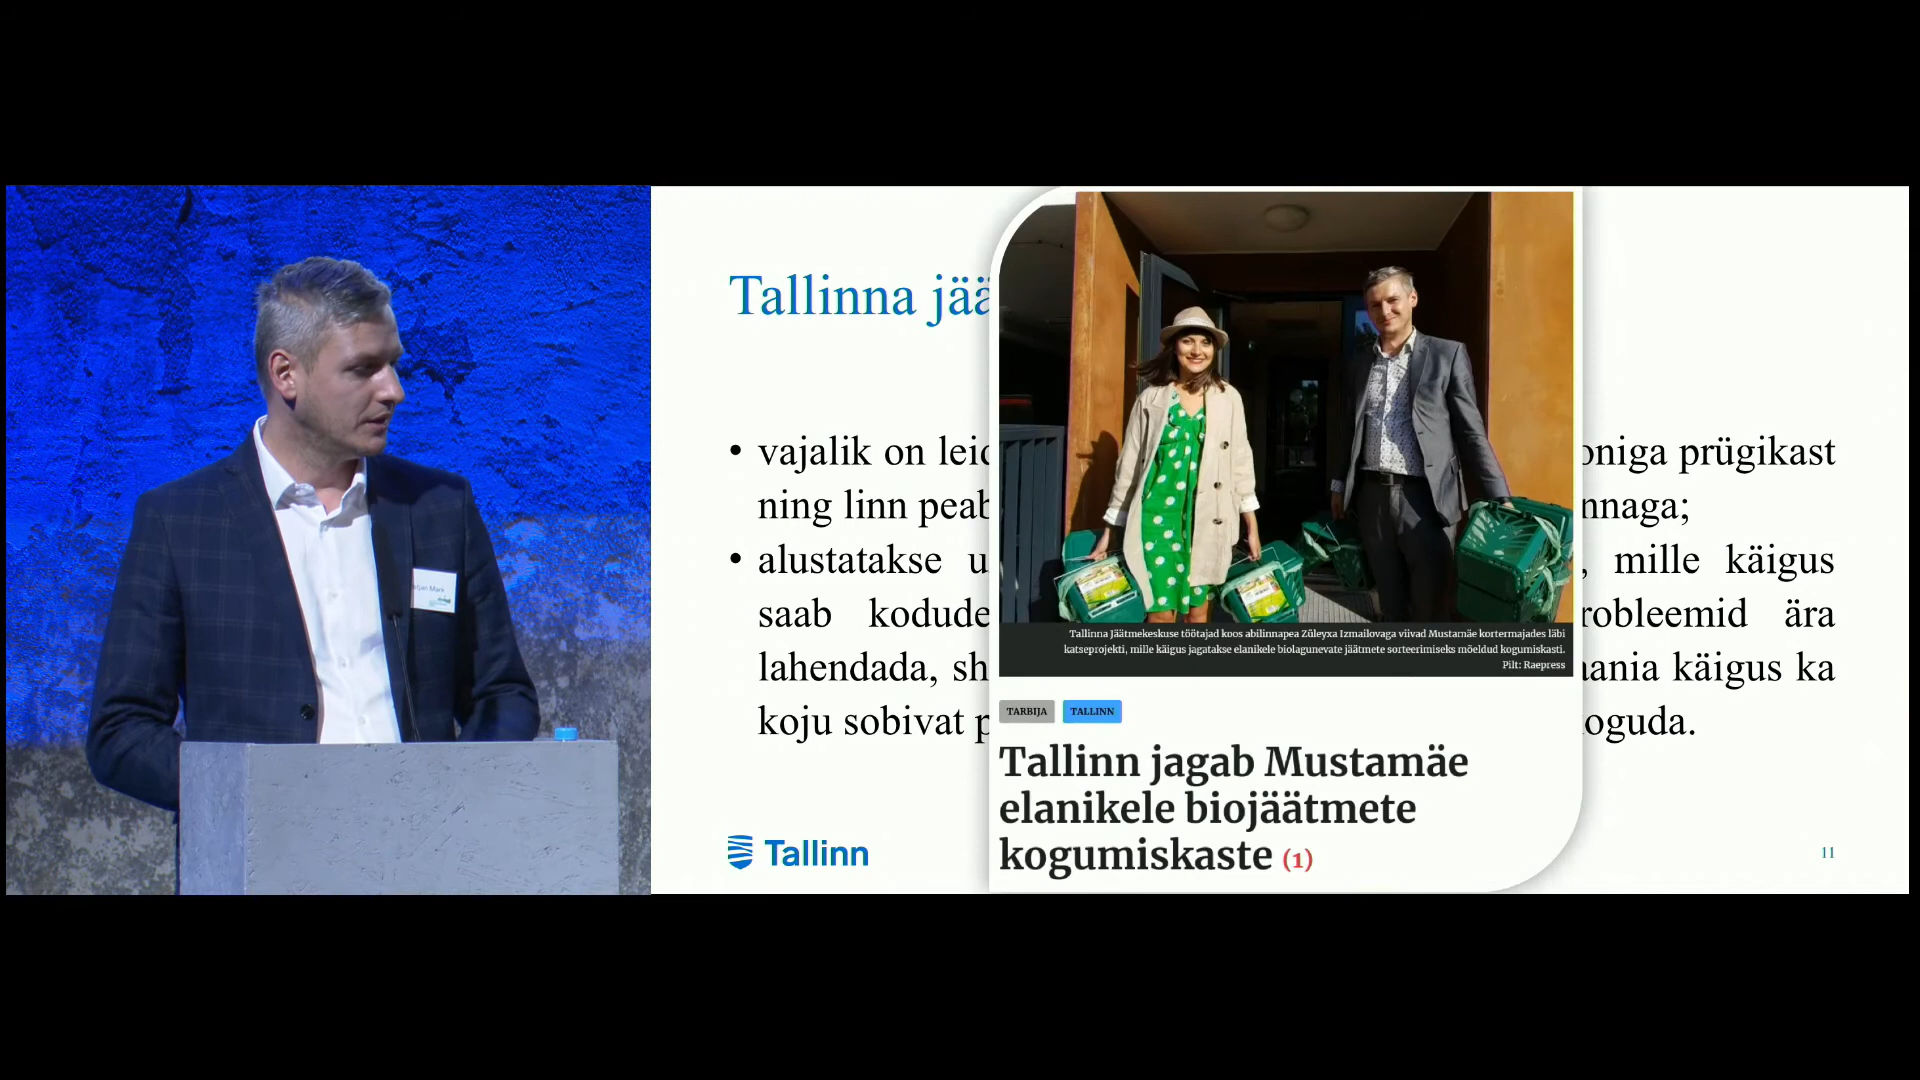 Mark
Tallinna jää
• vajalik on leid
oniga prügikast
ning linn peab
nnaga;
• alustatakse u
, mille käigus
saab kodude
robleemid ära
lahendada, sh
aania käigus ka
koju sobivat p
oguda.
Tallinna Jäätmekeskuse töötajad koos abilinnapea Züleyxa Izmailovaga viivad Mustamäe kortermajades läbi
katseprojekti, mille käigus jagatakse elanikele biolagunevate jäätmete sorteerimiseks mõeldud kogumiskasti.
Pilt: Raepress
TARBIJA TALLINN
Tallinn jagab Mustamäe
elanikele biojäätmete
kogumiskaste (1)
Tallinn
11